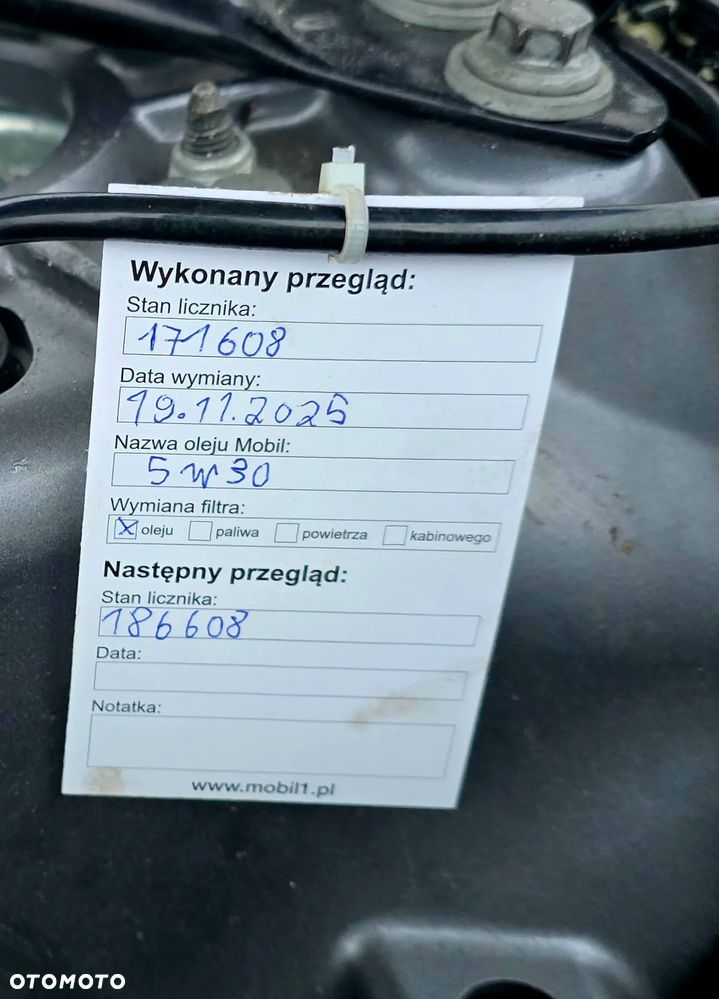 Wykonany przegląd:
Stan licznika:
171608
Data wymiany:
19.11.2025
Nazwa oleju Mobil:
5W30
Wymiana filtra:
X oleju paliwa powietrza kabinowego
Następny przegląd:
Stan licznika:
186608
Data:
Notatka:
www.mobil1.pl
OTOMOTO